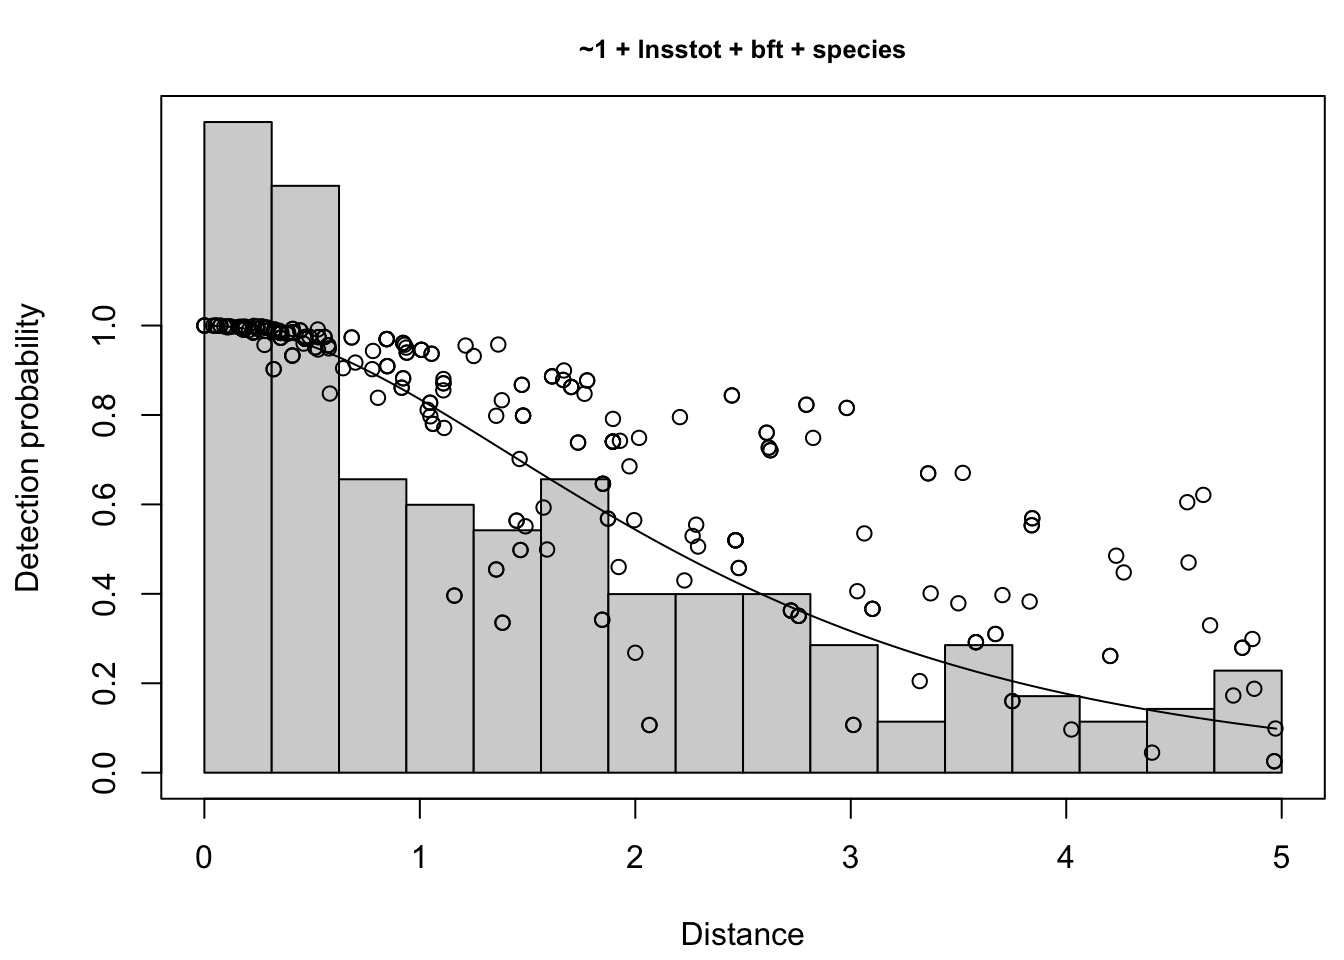 ~1 + lnsstot + bft + species
Detection probability
1.0
0.8
0.6
0.4
0.2
0.0
0 1 2 3 4 5
Distance